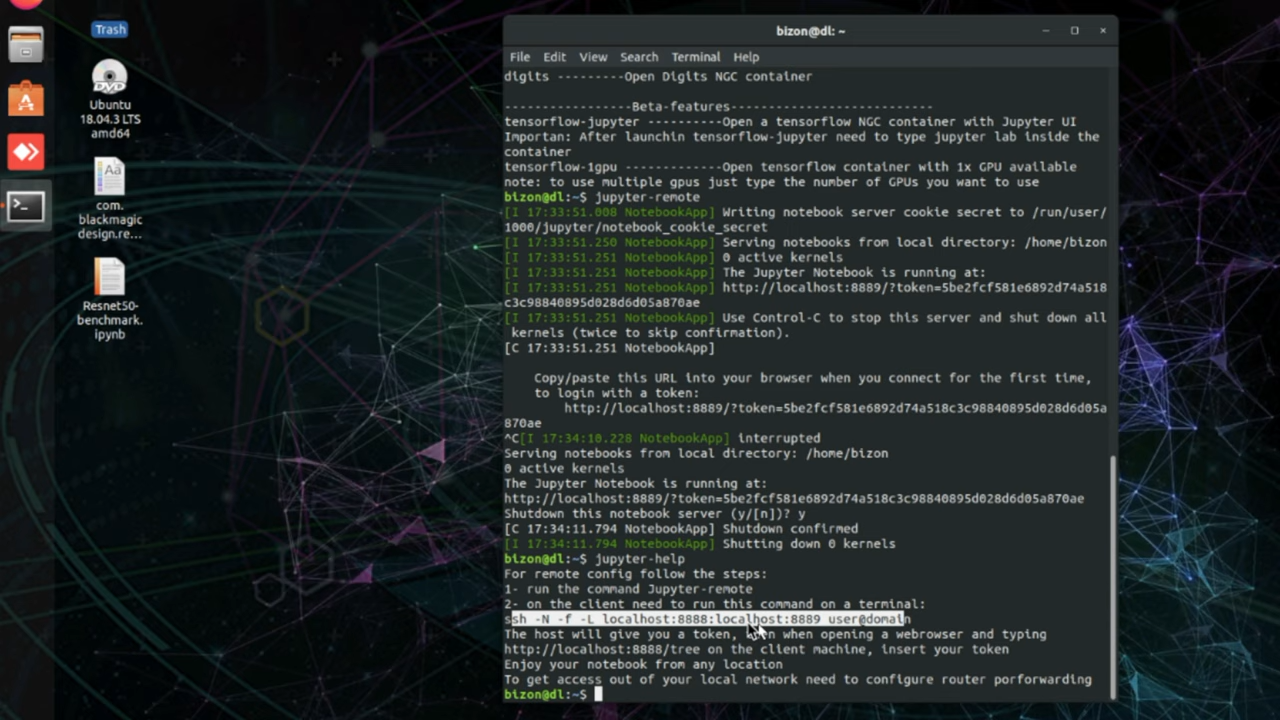 Trash
Ubuntu
18.04.3 LTS
amd64
com.
blackmagic
design.re...
Resnet50-
benchmark.
ipynb
bizon@dl: ~
File Edit View Search Terminal Help
digits ---------Open Digits NGC container
-----------------Beta-features---------------------------
tensorflow-jupyter ----------Open a tensorflow NGC container with Jupyter UI
Importan: After launchin tensorflow-jupyter need to type jupyter lab inside the
container
tensorflow-1gpu -------------Open tensorflow container with 1x GPU available
note: to use multiple gpus just type the number of GPUs you want to use
bizon@dl:~$ jupyter-remote
[I 17:33:51.008 NotebookApp] Writing notebook server cookie secret to /run/user/
1000/jupyter/notebook_cookie_secret
[I 17:33:51.250 NotebookApp] Serving notebooks from local directory: /home/bizon
[I 17:33:51.251 NotebookApp] 0 active kernels
[I 17:33:51.251 NotebookApp] The Jupyter Notebook is running at:
[I 17:33:51.251 NotebookApp] http://localhost:8889/?token=5be2fcf581e6892d74a518
c3c98840895d028d6d05a870ae
[I 17:33:51.251 NotebookApp] Use Control-C to stop this server and shut down all
kernels (twice to skip confirmation).
[C 17:33:51.251 NotebookApp]
Copy/paste this URL into your browser when you connect for the first time,
to login with a token:
http://localhost:8889/?token=5be2fcf581e6892d74a518c3c98840895d028d6d05a
870ae
^C[I 17:34:10.228 NotebookApp] interrupted
Serving notebooks from local directory: /home/bizon
0 active kernels
The Jupyter Notebook is running at:
http://localhost:8889/?token=5be2fcf581e6892d74a518c3c98840895d028d6d05a870ae
Shutdown this notebook server (y/[n])? y
[C 17:34:11.794 NotebookApp] Shutdown confirmed
[I 17:34:11.794 NotebookApp] Shutting down 0 kernels
bizon@dl:~$ jupyter-help
For remote config follow the steps:
1- run the command Jupyter-remote
2- on the client need to run this command on a terminal:
ssh -N -f -L localhost:8888:localhost:8889 user@domain
The host will give you a token, when opening a webrowser and typing
http://localhost:8888/tree on the client machine, insert your token
Enjoy your notebook from any location
To get access out of your local network need to configure router porforwarding
bizon@dl:~$